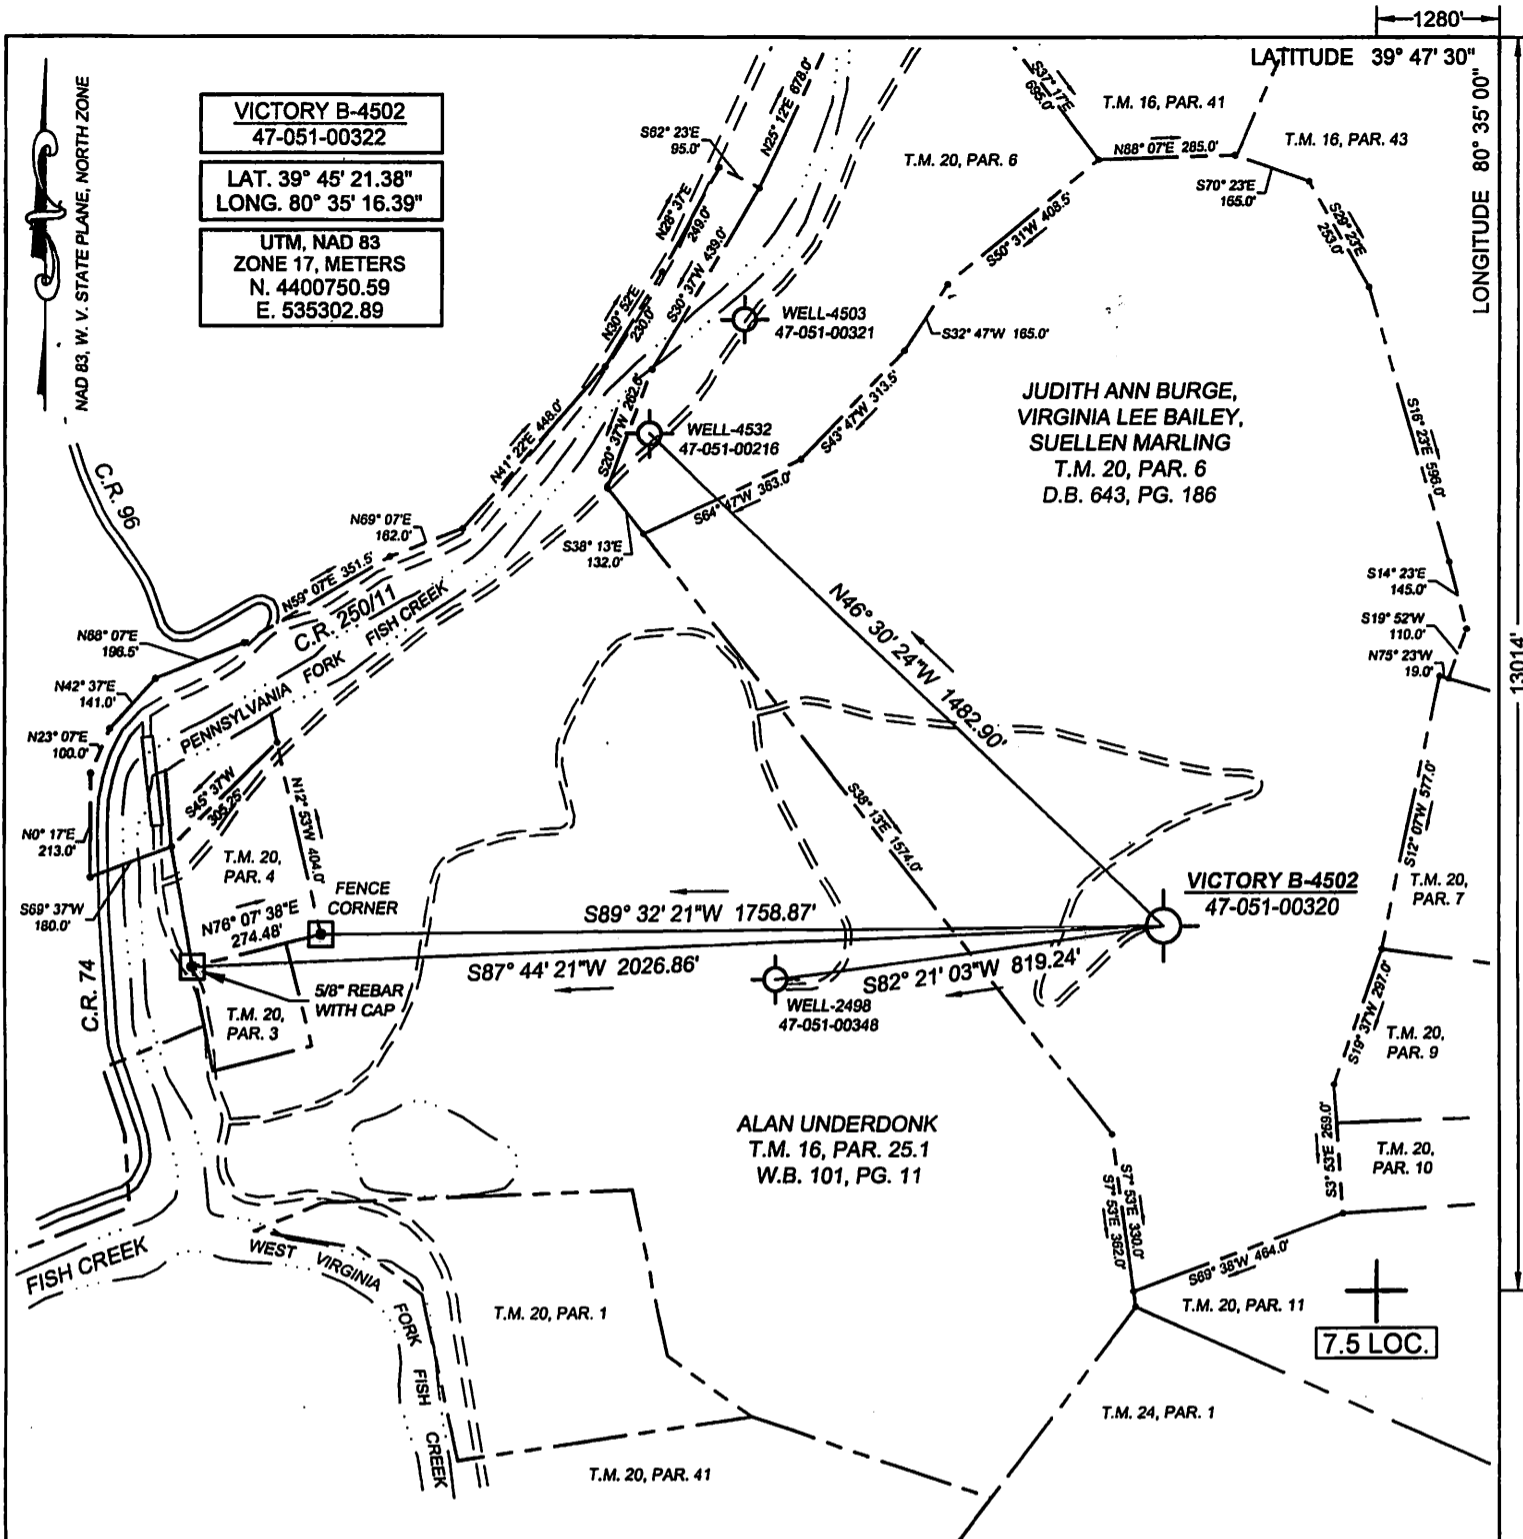 1280'
LATITUDE 39° 47' 30"
LONGITUDE 80° 35' 00"
13014'
NAD 83, W. V. STATE PLANE, NORTH ZONE
VICTORY B-4502
47-051-00322
LAT. 39° 45' 21.38"
LONG. 80° 35' 16.39"
UTM, NAD 83
ZONE 17, METERS
N. 4400750.59
E. 535302.89
S62° 23'E
95.0'
N25° 12'E 678.0'
N28° 37'E
249.0'
S30° 37'W 439.0'
N30° 52'E
230.0'
S37° 17'E
695.0'
T.M. 16, PAR. 41
T.M. 20, PAR. 6
N88° 07'E 285.0'
T.M. 16, PAR. 43
S70° 23'E
165.0'
S29° 23'E
253.0'
S50° 31'W 408.5'
S32° 47'W 165.0'
S43° 47'W 313.5'
WELL-4503
47-051-00321
WELL-4532
47-051-00216
S20° 37'W 262.6'
N41° 22'E 448.0'
S64° 47'W 363.0'
S38° 13'E
132.0'
JUDITH ANN BURGE,
VIRGINIA LEE BAILEY,
SUELLEN MARLING
T.M. 20, PAR. 6
D.B. 643, PG. 186
S16° 23'E 596.0'
S14° 23'E
145.0'
S19° 52'W
110.0'
N75° 23'W
19.0'
C.R. 96
N69° 07'E
162.0'
N59° 07'E 351.5'
C.R. 250/11
PENNSYLVANIA FORK FISH CREEK
N88° 07'E
196.5'
N42° 37'E
141.0'
N23° 07'E
100.0'
N0° 17'E
213.0'
S69° 37'W
180.0'
S45° 37'W
305.25'
N12° 53'W 404.0'
T.M. 20,
PAR. 4
FENCE
CORNER
N76° 07' 38"E
274.48'
5/8" REBAR
WITH CAP
T.M. 20,
PAR. 3
C.R. 74
N46° 30' 24"W 1482.90'
S38° 13'E 1574.0'
S89° 32' 21"W 1758.87'
S87° 44' 21"W 2026.86'
S82° 21' 03"W 819.24'
VICTORY B-4502
47-051-00320
WELL-2498
47-051-00348
S12° 07'W 577.0'
T.M. 20,
PAR. 7
S19° 37'W 297.0'
T.M. 20,
PAR. 9
S3° 53'E 269.0'
T.M. 20,
PAR. 10
ALAN UNDERDONK
T.M. 16, PAR. 25.1
W.B. 101, PG. 11
S7° 53'E 330.0'
S7° 53'E 362.0'
S69° 38'W 464.0'
T.M. 20, PAR. 11
7.5 LOC.
FISH CREEK
WEST VIRGINIA FORK FISH CREEK
T.M. 20, PAR. 1
T.M. 24, PAR. 1
T.M. 20, PAR. 41